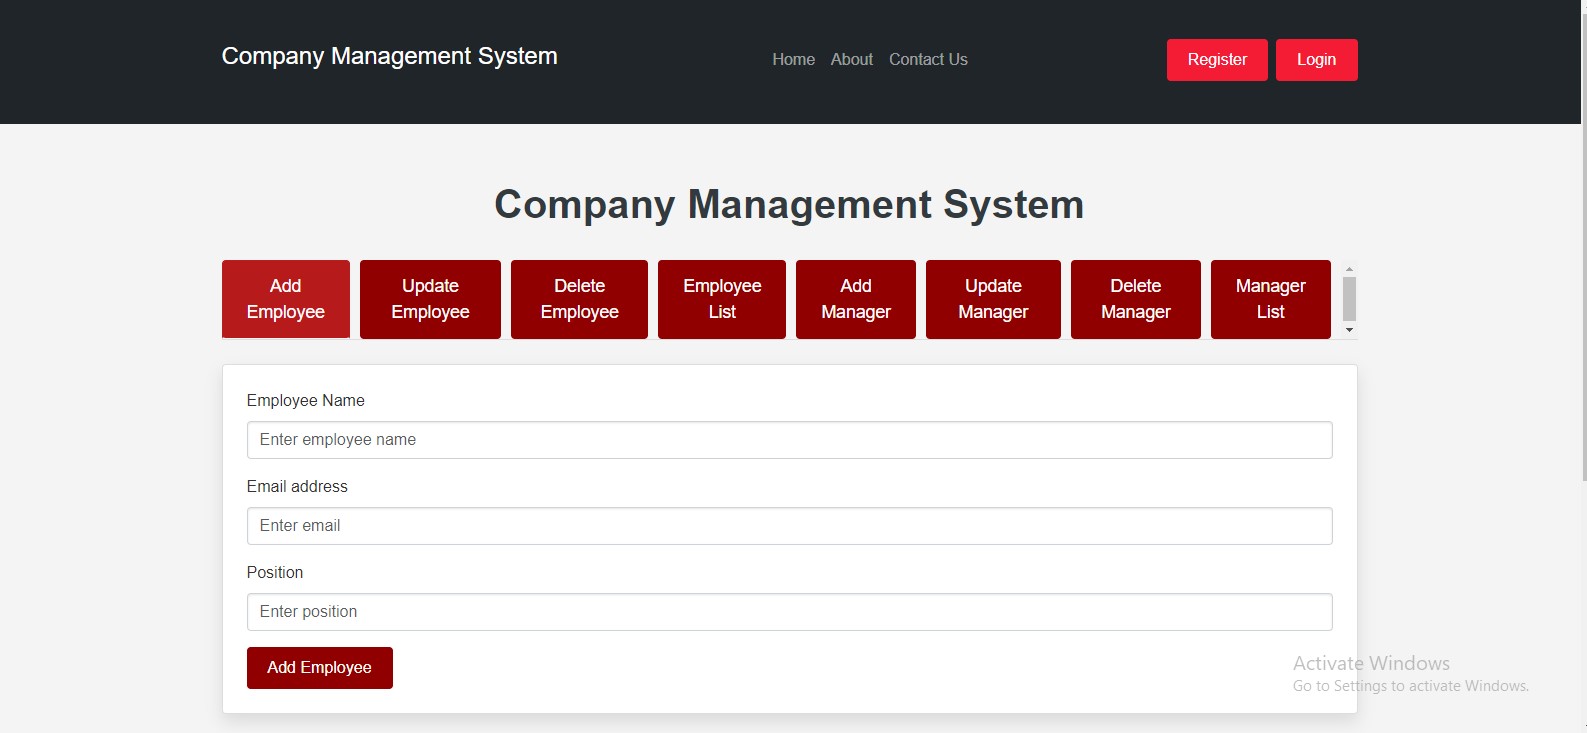 Company Management System
Home About Contact Us
Register Login
Company Management System
Add
Employee
Update
Employee
Delete
Employee
Employee
List
Add
Manager
Update
Manager
Delete
Manager
Manager
List
Employee Name
Enter employee name
Email address
Enter email
Position
Enter position
Add Employee
Activate Windows
Go to Settings to activate Windows.